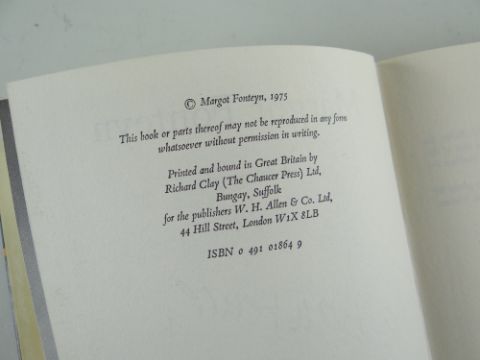 © Margot Fonteyn, 1975
This book or parts thereof may not be reproduced in any form
whatsoever without permission in writing.
Printed and bound in Great Britain by
Richard Clay (The Chaucer Press) Ltd,
Bungay, Suffolk
for the publishers W. H. Allen & Co. Ltd,
44 Hill Street, London W1X 8LB
ISBN 0 491 01864 9